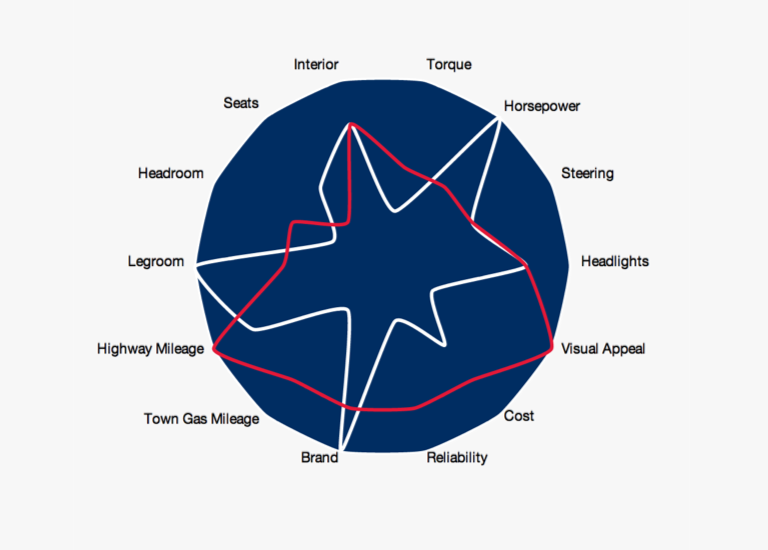 Interior
Torque
Seats
Horsepower
Headroom
Steering
Legroom
Headlights
Highway Mileage
Visual Appeal
Town Gas Mileage
Cost
Brand
Reliability